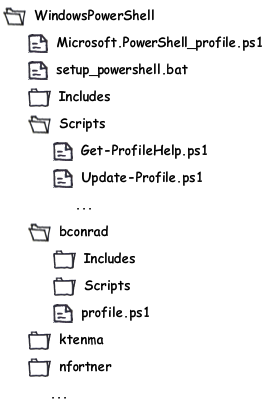 WindowsPowerShell
Microsoft.PowerShell_profile.ps1
setup_powershell.bat
Includes
Scripts
Get-ProfileHelp.ps1
Update-Profile.ps1
...
bconrad
Includes
Scripts
profile.ps1
ktenma
nfortner
...